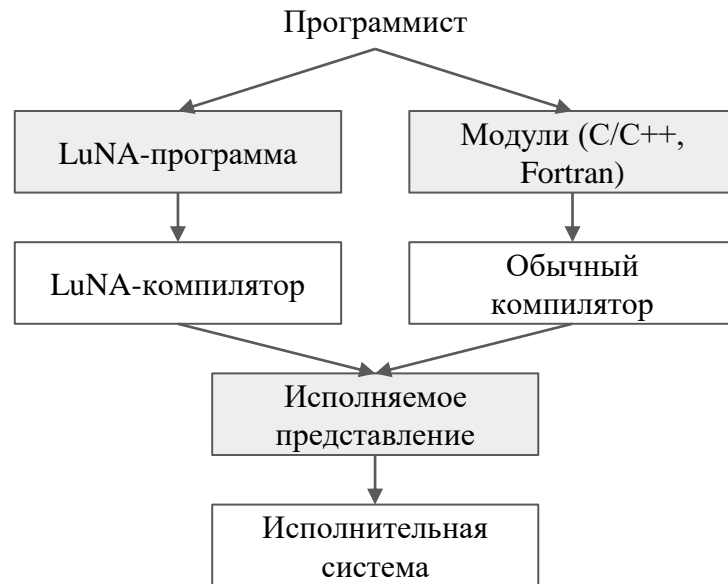 Программист
LuNA-программа
Модули (C/C++,
Fortran)
LuNA-компилятор
Обычный
компилятор
Исполняемое
представление
Исполнительная
система